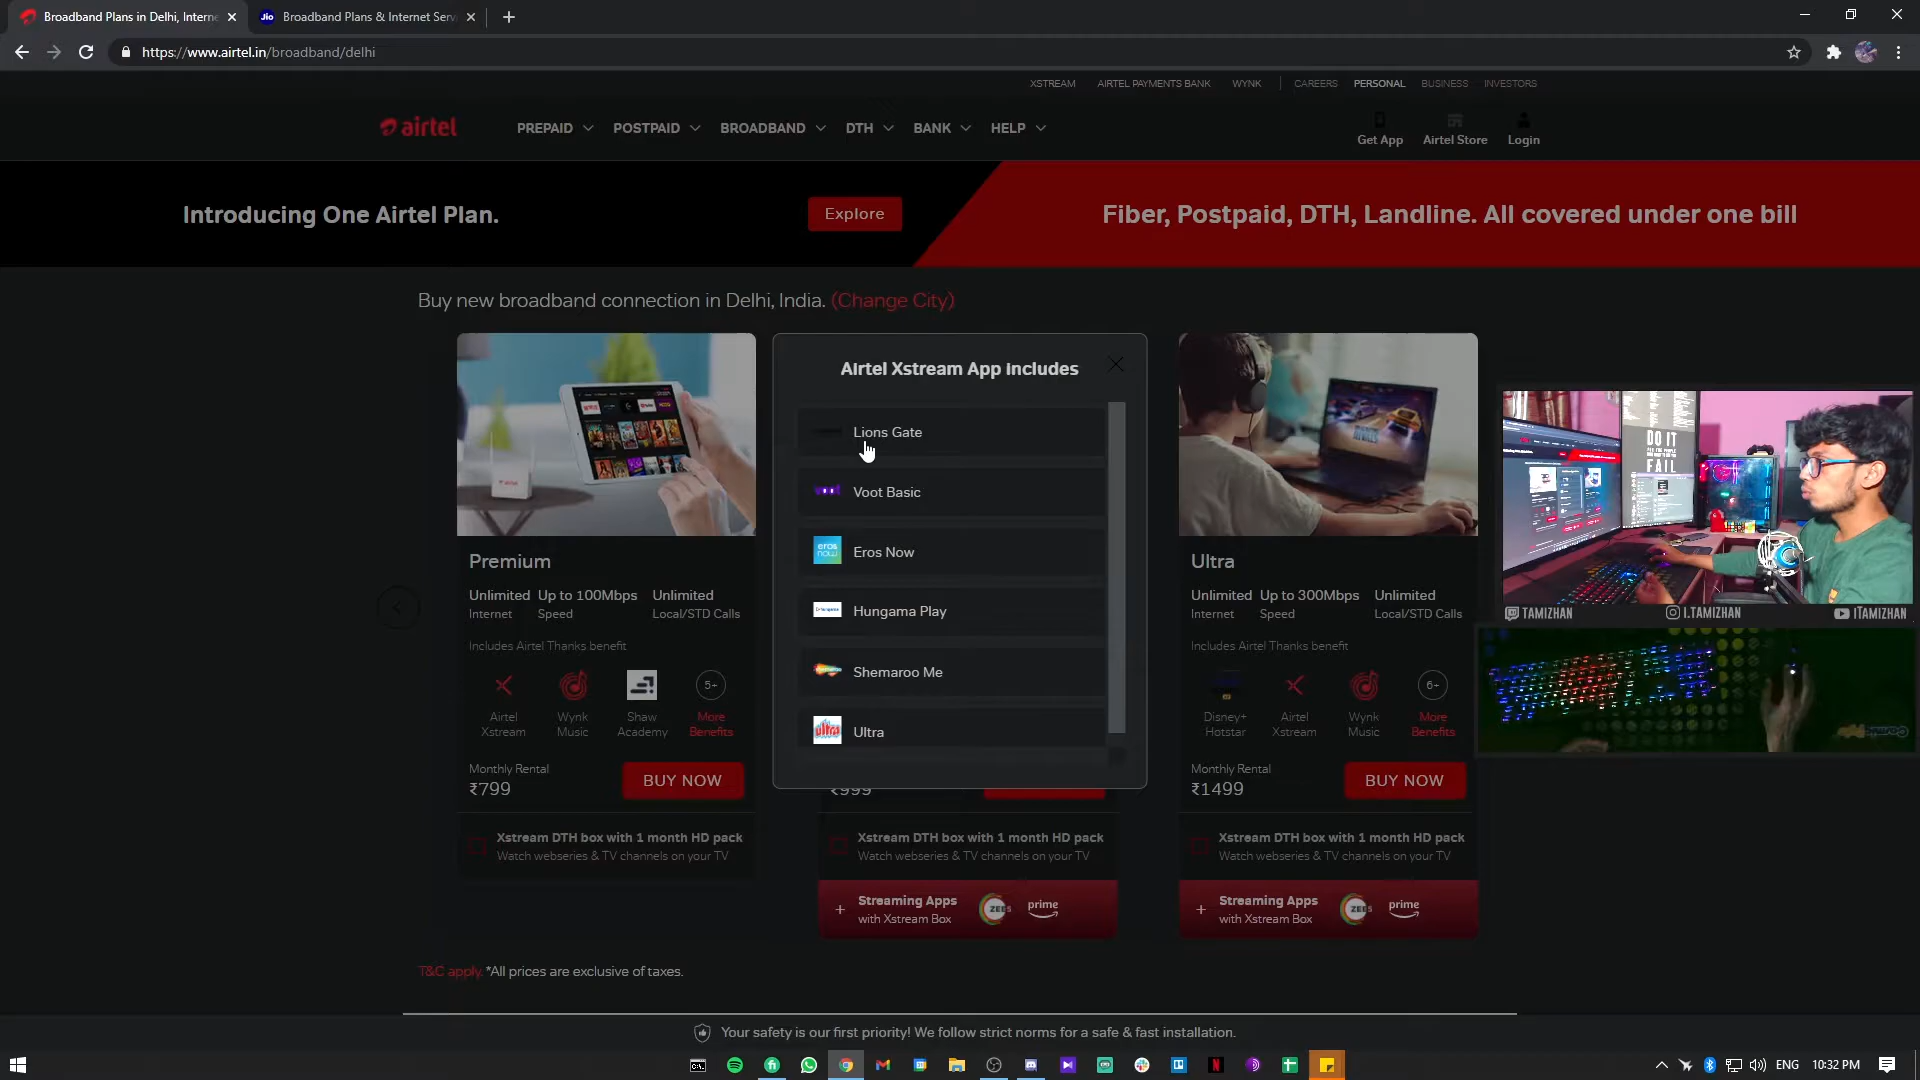 Broadband Plans in Delhi, Interne
Broadband Plans & Internet Serv
https://www.airtel.in/broadband/delhi
XSTREAM AIRTEL PAYMENTS BANK WYNK CAREERS PERSONAL BUSINESS INVESTORS
airtel PREPAID POSTPAID BROADBAND DTH BANK HELP
Get App Airtel Store Login
Introducing One Airtel Plan. Explore Fiber, Postpaid, DTH, Landline. All covered under one bill
Buy new broadband connection in Delhi, India. (Change City)
Airtel Xstream App Includes
Lions Gate
Voot Basic
Eros Now
Hungama Play
Shemaroo Me
Ultra
Premium
Unlimited Up to 100Mbps Unlimited
Internet Speed Local/STD Calls
Includes Airtel Thanks benefit
5+
Airtel Xstream
Wynk Music
Shaw Academy
More Benefits
Monthly Rental
₹799
BUY NOW
Xstream DTH box with 1 month HD pack
Watch webseries & TV channels on your TV
₹999
Xstream DTH box with 1 month HD pack
Watch webseries & TV channels on your TV
Streaming Apps
with Xstream Box
ZEE5 prime
Ultra
Unlimited Up to 300Mbps Unlimited
Internet Speed Local/STD Calls
Includes Airtel Thanks benefit
6+
Disney+ Hotstar
Airtel Xstream
Wynk Music
More Benefits
Monthly Rental
₹1499
BUY NOW
Xstream DTH box with 1 month HD pack
Watch webseries & TV channels on your TV
Streaming Apps
with Xstream Box
ZEE5 prime
DO IT
FAIL
TAMIZHAN I.TAMIZHAN ITAMIZHAN
T&C apply. *All prices are exclusive of taxes.
Your safety is our first priority! We follow strict norms for a safe & fast installation.
ENG 10:32 PM